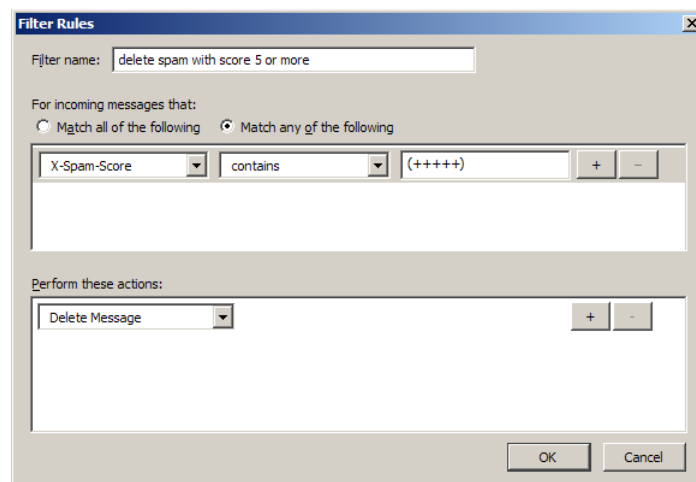 Filter Rules
Filter name: delete spam with score 5 or more
For incoming messages that:
Match all of the following Match any of the following
X-Spam-Score contains (+++++) + -
Perform these actions:
Delete Message + -
OK Cancel